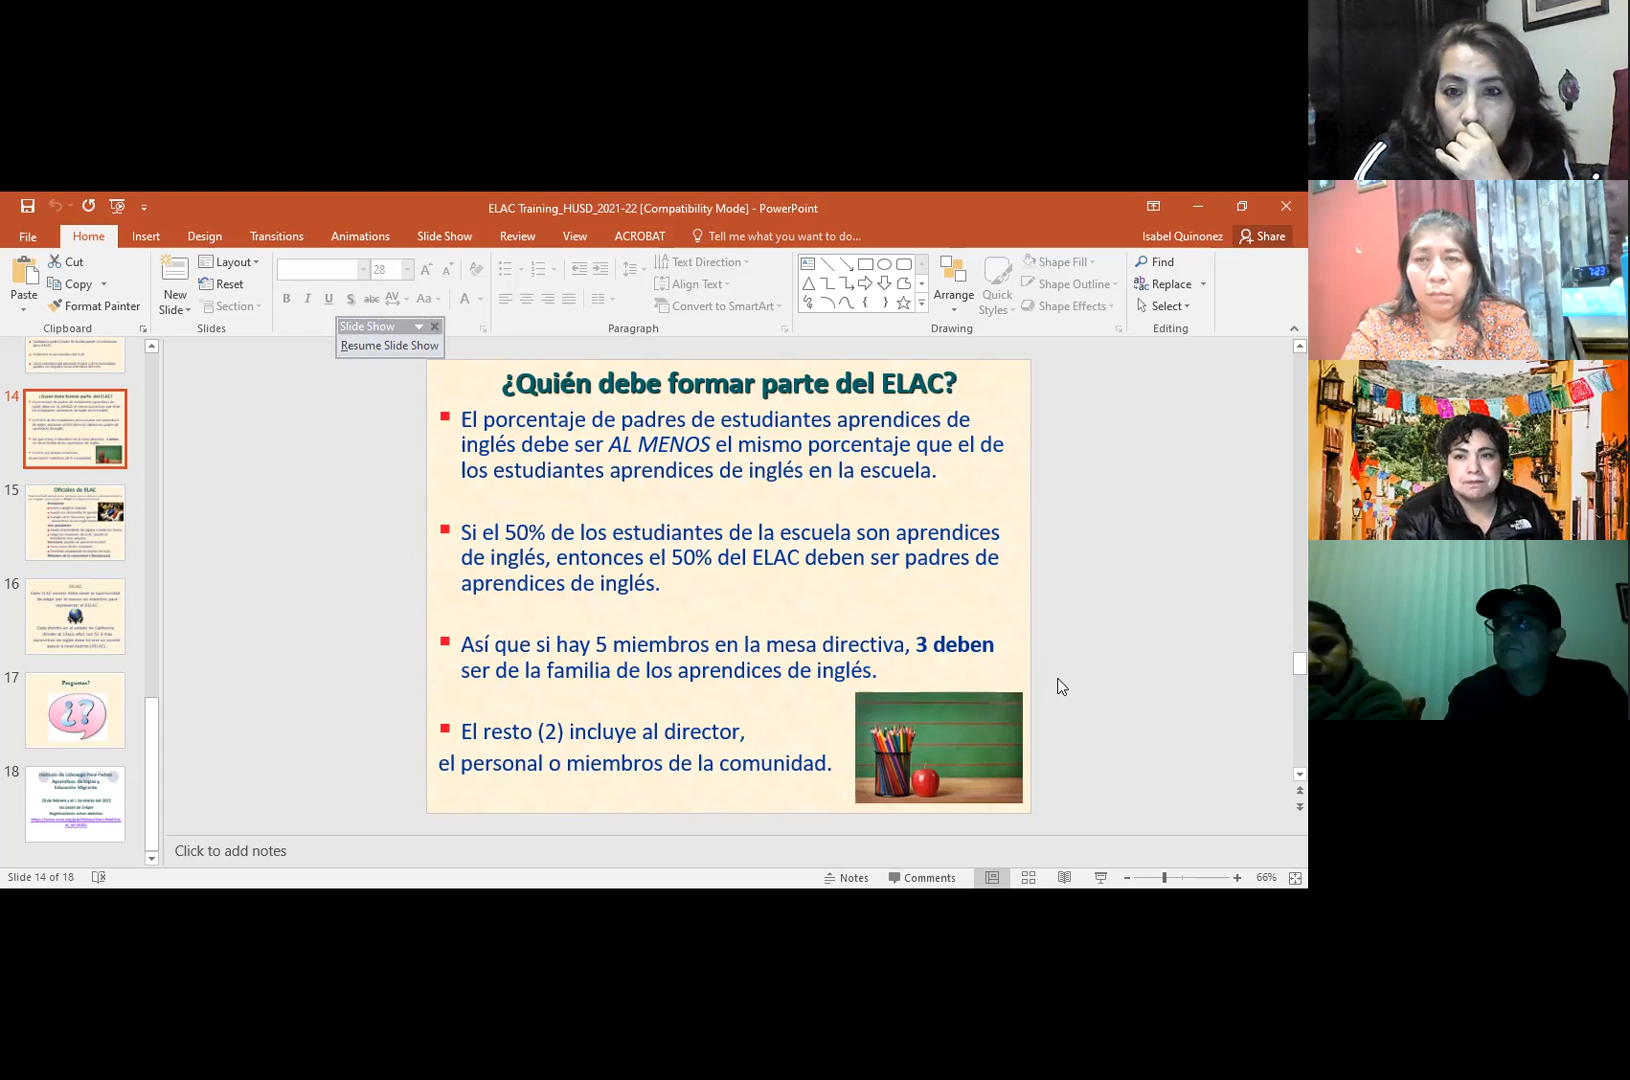 ELAC Training_HUSD_2021-22 [Compatibility Mode] - PowerPoint
File Home Insert Design Transitions Animations Slide Show Review View ACROBAT Tell me what you want to do... Isabel Quinonez Share
Cut
Copy
Format Painter
Paste
Clipboard
New Slide
Layout
Reset
Section
Slides
28
B I U S abc AV Aa A
Slide Show
Resume Slide Show
Text Direction
Align Text
Convert to SmartArt
Paragraph
Arrange
Quick Styles
Shape Fill
Shape Outline
Shape Effects
Drawing
Find
Replace
Select
Editing
14
15
Oficiales de ELAC
16
17
Preguntas?
¿?
18
¿Quién debe formar parte del ELAC?
El porcentaje de padres de estudiantes aprendices de
inglés debe ser AL MENOS el mismo porcentaje que el de
los estudiantes aprendices de inglés en la escuela.
Si el 50% de los estudiantes de la escuela son aprendices
de inglés, entonces el 50% del ELAC deben ser padres de
aprendices de inglés.
Así que si hay 5 miembros en la mesa directiva, 3 deben
ser de la familia de los aprendices de inglés.
El resto (2) incluye al director,
el personal o miembros de la comunidad.
Click to add notes
Slide 14 of 18
Notes Comments 66%
7:23